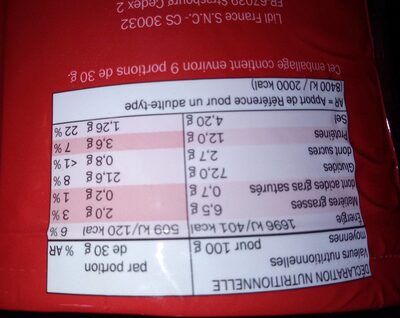 DÉCLARATION NUTRITIONNELLE
Valeurs nutritionnelles moyennes pour 100 g par portion de 30 g % AR*
Énergie 1696 kJ/401 kcal 509 kJ/120 kcal 6 %
Matières grasses 6,5 g 2,0 g 3 %
dont acides gras saturés 0,7 g 0,2 g 1 %
Glucides 72,0 g 21,6 g 8 %
dont sucres 2,7 g 0,8 g <1 %
Protéines 12,0 g 3,6 g 7 %
Sel 4,20 g 1,26 g 22 %
AR = Apport de Référence pour un adulte-type
(8400 kJ / 2000 kcal)
Cet emballage contient environ 9 portions de 30 g.
Lidl France S.N.C.- CS 30032
FR-67039 Strasbourg Cedex 2